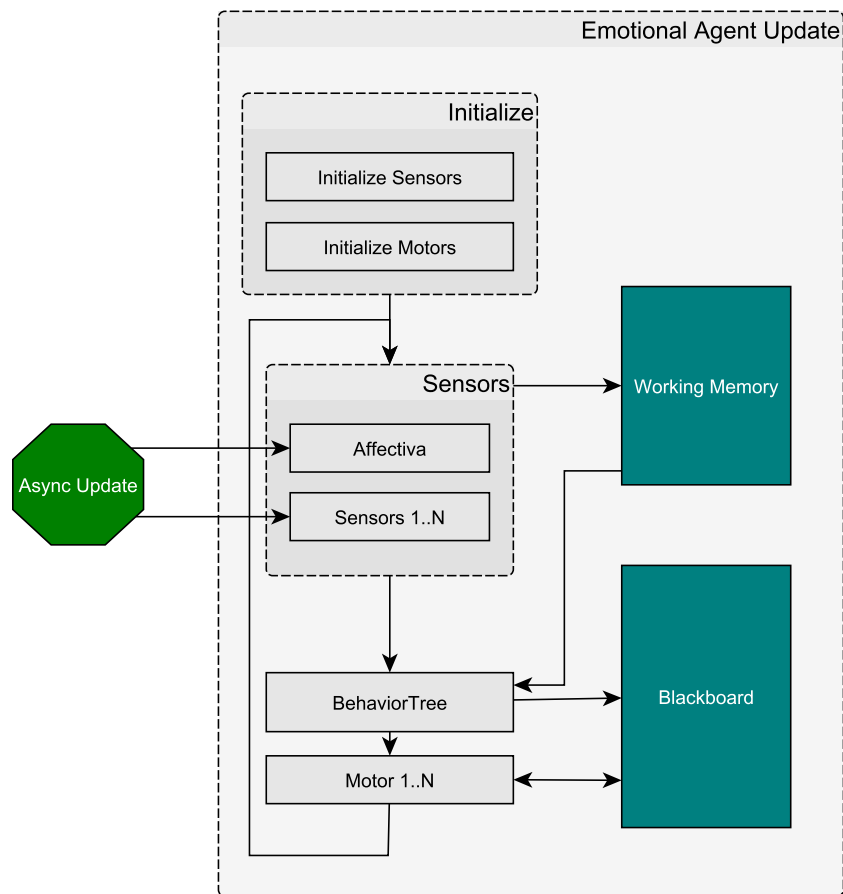 Emotional Agent Update
Initialize
Initialize Sensors
Initialize Motors
Sensors
Working Memory
Affectiva
Async Update
Sensors 1..N
BehaviorTree
Blackboard
Motor 1..N